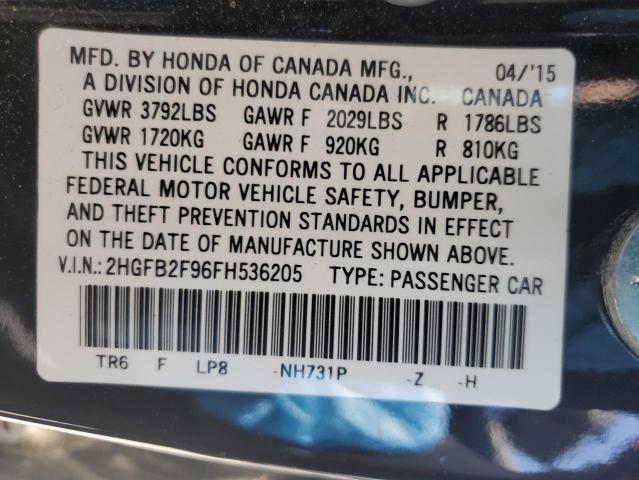 MFD. BY HONDA OF CANADA MFG., 04/'15
A DIVISION OF HONDA CANADA INC. CANADA
GVWR 3792LBS GAWR F 2029LBS R 1786LBS
GVWR 1720KG GAWR F 920KG R 810KG
THIS VEHICLE CONFORMS TO ALL APPLICABLE
FEDERAL MOTOR VEHICLE SAFETY, BUMPER,
AND THEFT PREVENTION STANDARDS IN EFFECT
ON THE DATE OF MANUFACTURE SHOWN ABOVE.
V.I.N.: 2HGFB2F96FH536205 TYPE: PASSENGER CAR
TR6 F LP8 -NH731P -Z -H